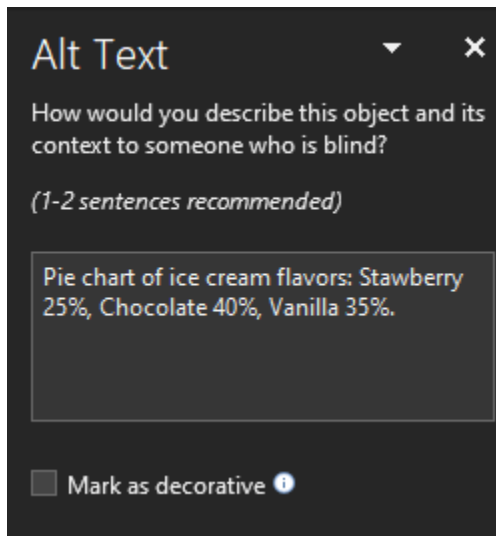 Alt Text
How would you describe this object and its
context to someone who is blind?
(1-2 sentences recommended)
Pie chart of ice cream flavors: Stawberry
25%, Chocolate 40%, Vanilla 35%.
Mark as decorative